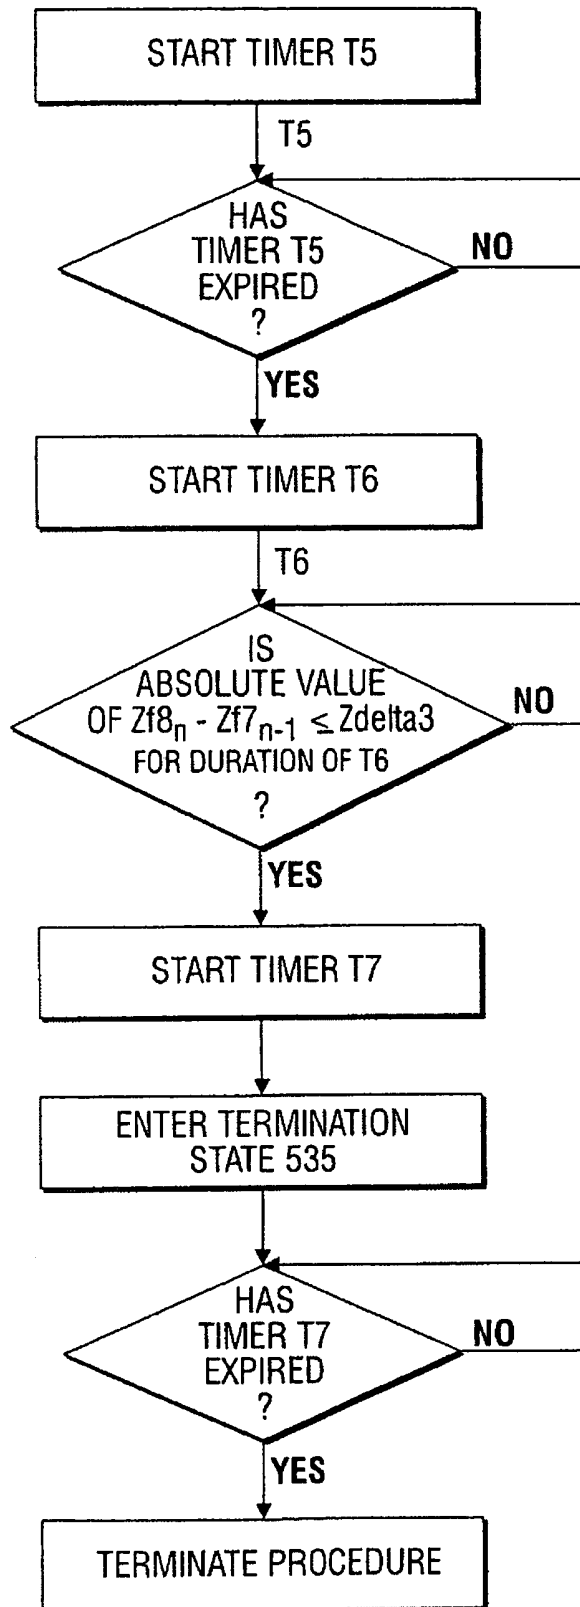 START TIMER T5
T5
HAS
TIMER T5
EXPIRED
?
NO
YES
START TIMER T6
T6
IS
ABSOLUTE VALUE
OF Zf8n - Zf7n-1 ≤ Zdelta3
FOR DURATION OF T6
?
NO
YES
START TIMER T7
ENTER TERMINATION
STATE 535
HAS
TIMER T7
EXPIRED
?
NO
YES
TERMINATE PROCEDURE